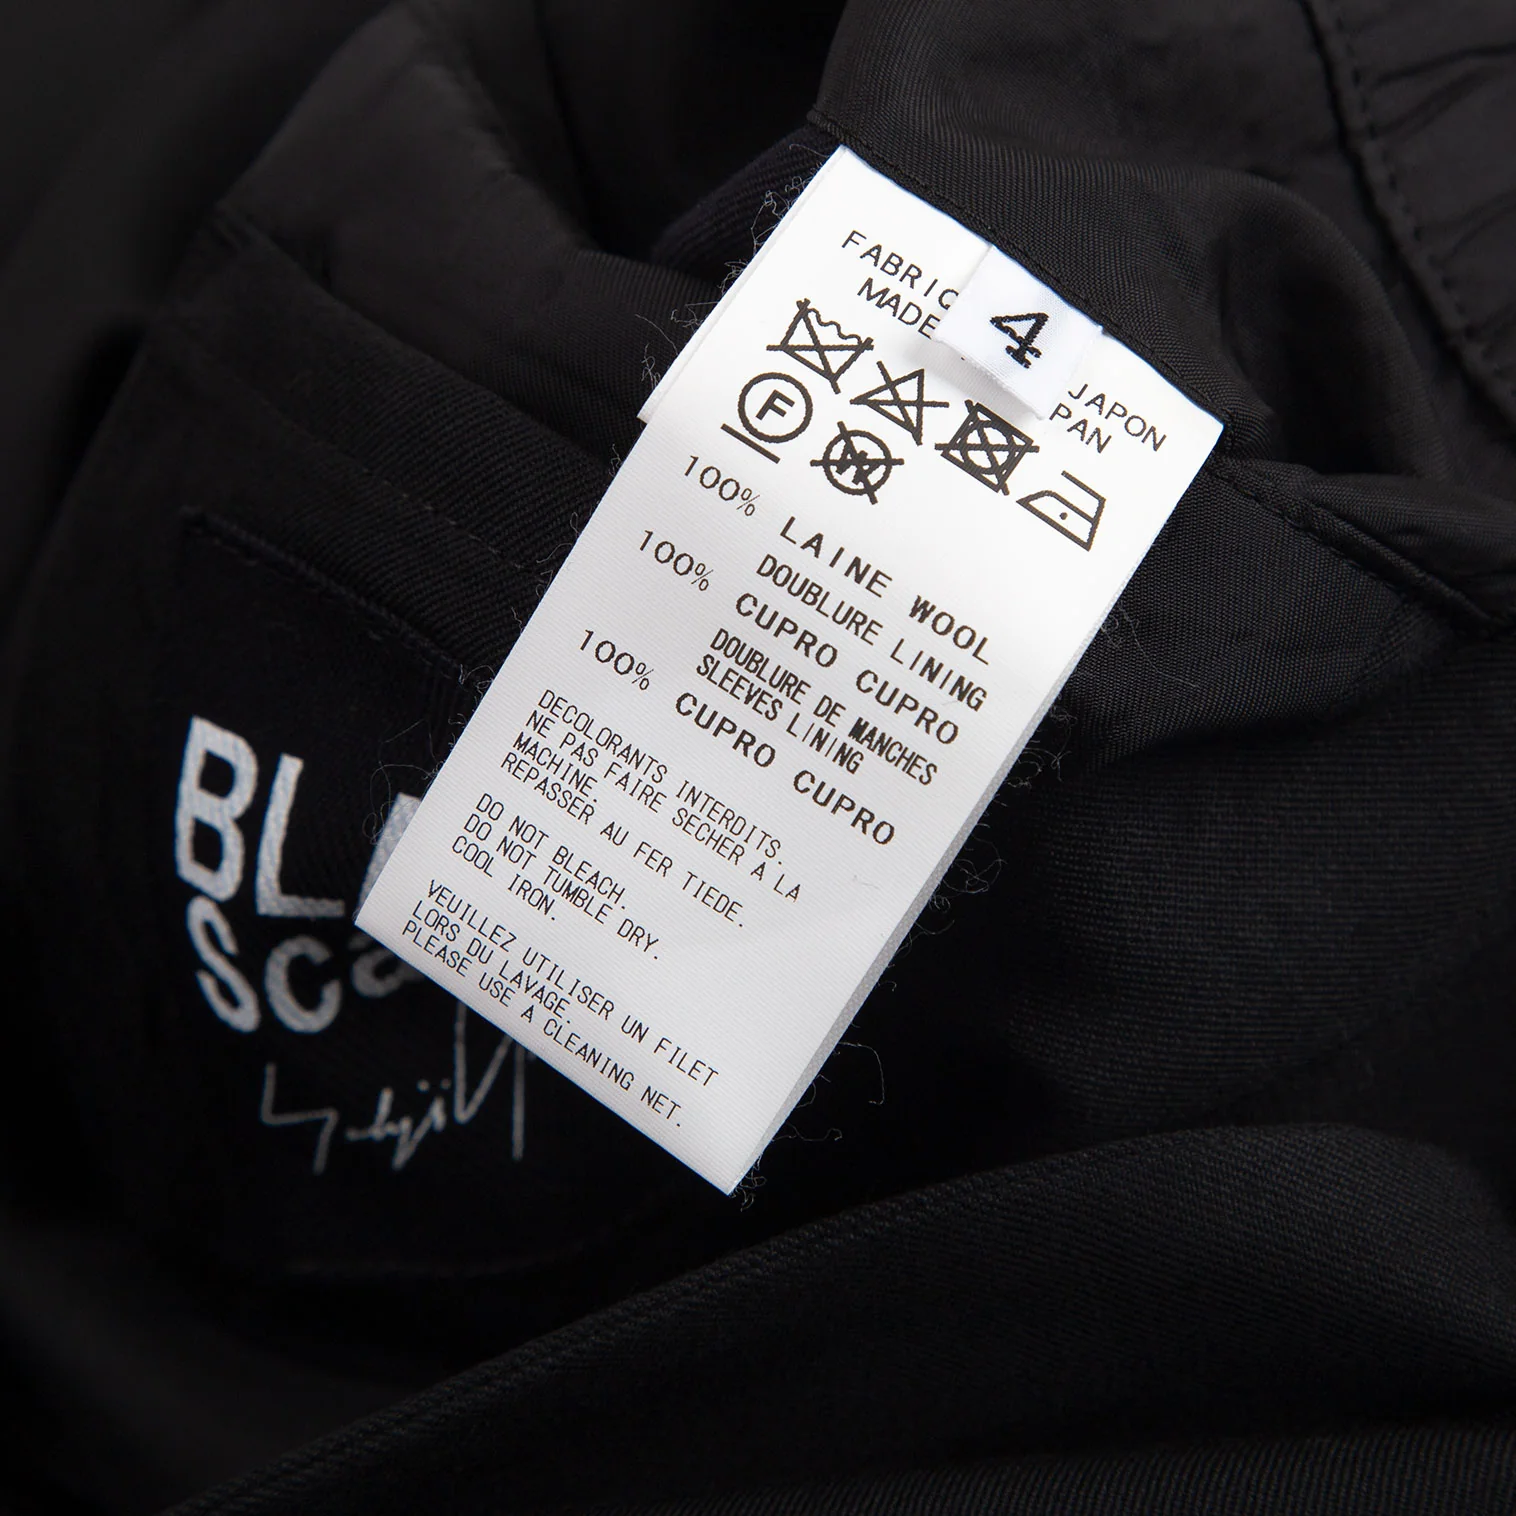 FABRIC JAPON
MADE PAN
4
F
W
100% LAINE WOOL
DOUBLURE LINING
100% CUPRO CUPRO
DOUBLURE DE MANCHES
SLEEVES LINING
100% CUPRO CUPRO
DECOLORANTS INTERDITS.
NE PAS FAIRE SECHER A LA
MACHINE.
REPASSER AU FER TIEDE.
DO NOT BLEACH.
DO NOT TUMBLE DRY.
COOL IRON.
VEUILLEZ UTILISER UN FILET
LORS DU LAVAGE.
PLEASE USE A CLEANING NET.
BL
Sca
Yohji